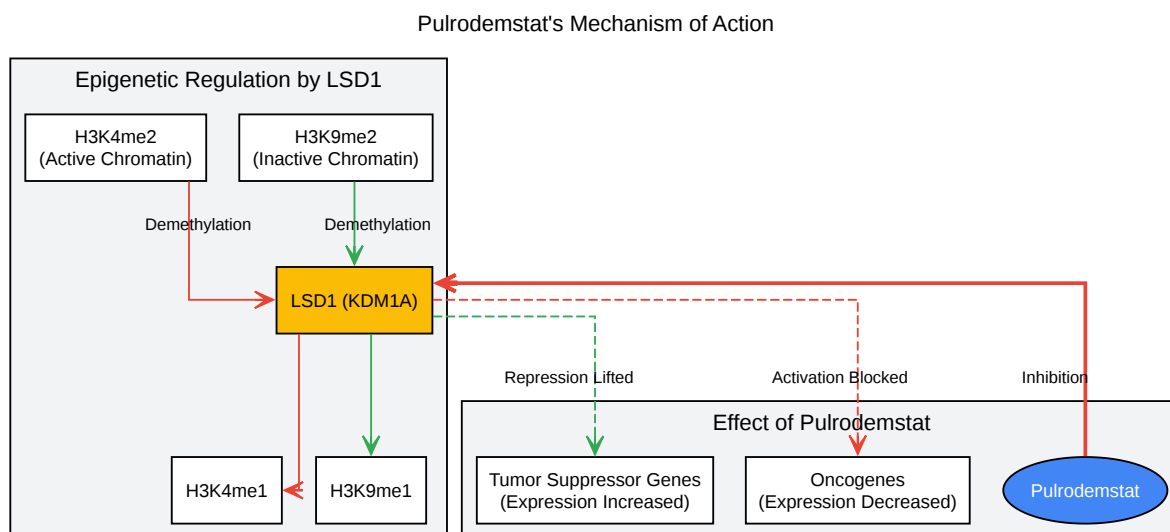 Pulrodemstat's Mechanism of Action
Epigenetic Regulation by LSD1
H3K4me2
(Active Chromatin)
H3K9me2
(Inactive Chromatin)
Demethylation
Demethylation
LSD1 (KDM1A)
Repression Lifted
Activation Blocked
Inhibition
Effect of Pulrodemstat
H3K4me1
H3K9me1
Tumor Suppressor Genes
(Expression Increased)
Oncogenes
(Expression Decreased)
Pulrodemstat